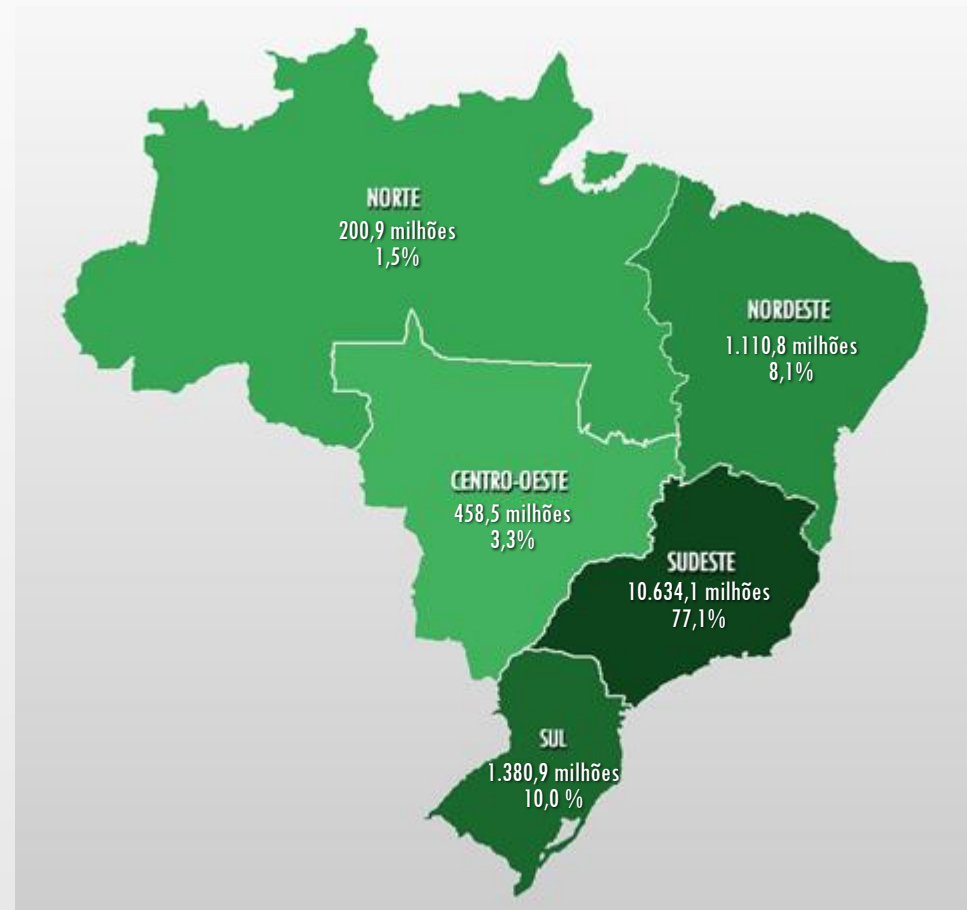 NORTE
200,9 milhões
1,5%
NORDESTE
1.110,8 milhões
8,1%
CENTRO-OESTE
458,5 milhões
3,3%
SUDESTE
10.634,1 milhões
77,1%
SUL
1.380,9 milhões
10,0 %